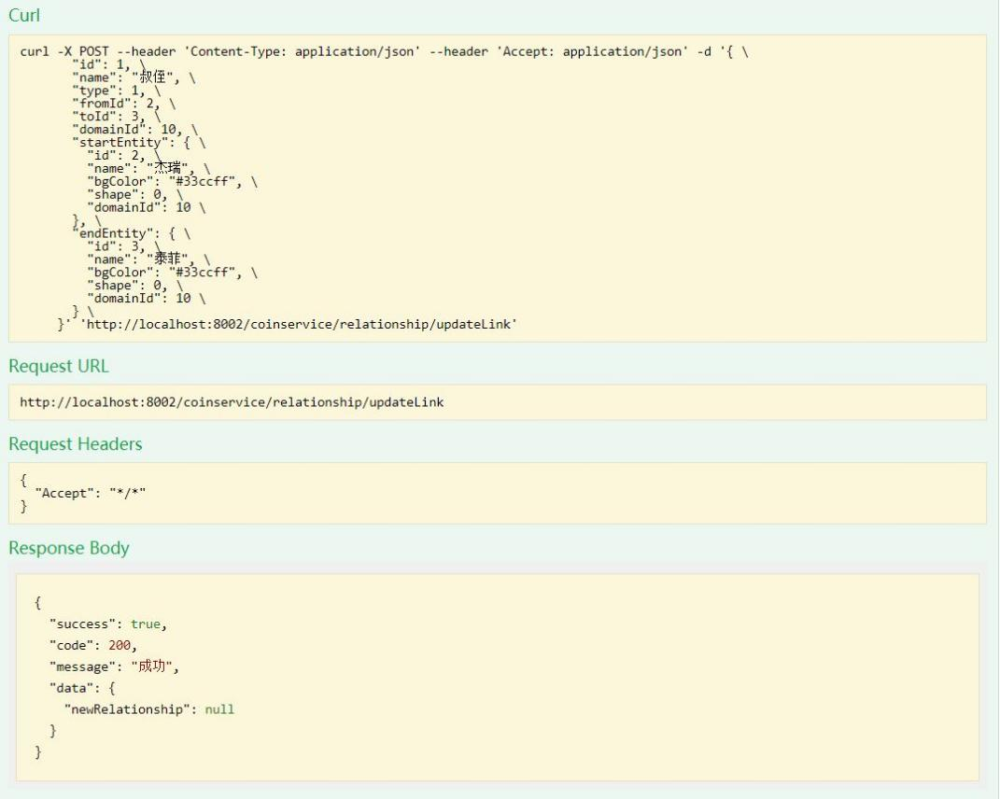 Curl
curl -X POST --header 'Content-Type: application/json' --header 'Accept: application/json' -d '{ \
"id": 1, \
"name": "叔侄", \
"type": 1, \
"fromId": 2, \
"toId": 3, \
"domainId": 10, \
"startEntity": { \
"id": 2, \
"name": "杰瑞", \
"bgColor": "#33ccff", \
"shape": 0, \
"domainId": 10 \
}, \
"endEntity": { \
"id": 3, \
"name": "泰菲", \
"bgColor": "#33ccff", \
"shape": 0, \
"domainId": 10 \
} \
}' 'http://localhost:8002/coinservice/relationship/updateLink'
Request URL
http://localhost:8002/coinservice/relationship/updateLink
Request Headers
{
"Accept": "*/*"
}
Response Body
{
"success": true,
"code": 200,
"message": "成功",
"data": {
"newRelationship": null
}
}